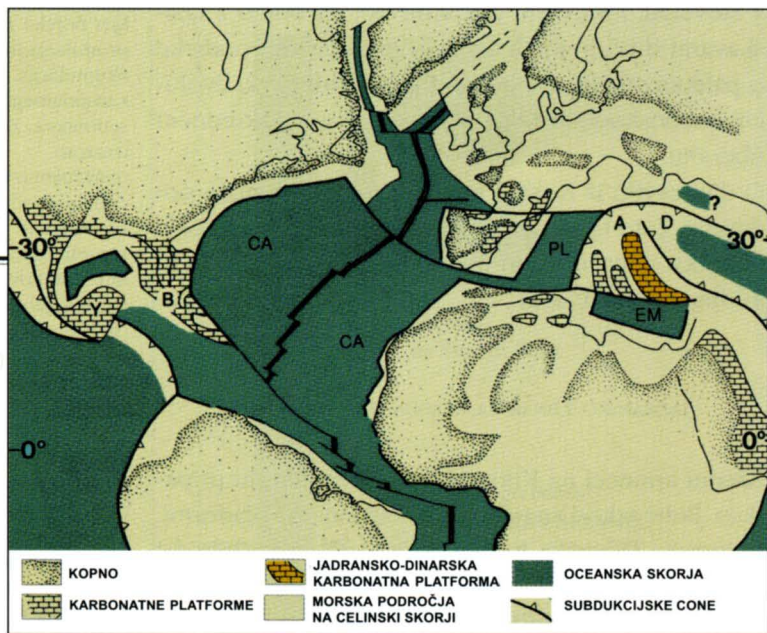 ?
A
D
30°
30°
PL
CA
B
Y
EM
CA
0°
0°
KOPNO
JADRANSKO-DINARSKA
KARBONATNA PLATFORMA
OCEANSKA SKORJA
KARBONATNE PLATFORME
MORSKA PODROČJA
NA CELINSKI SKORJI
SUBDUKCIJSKE CONE